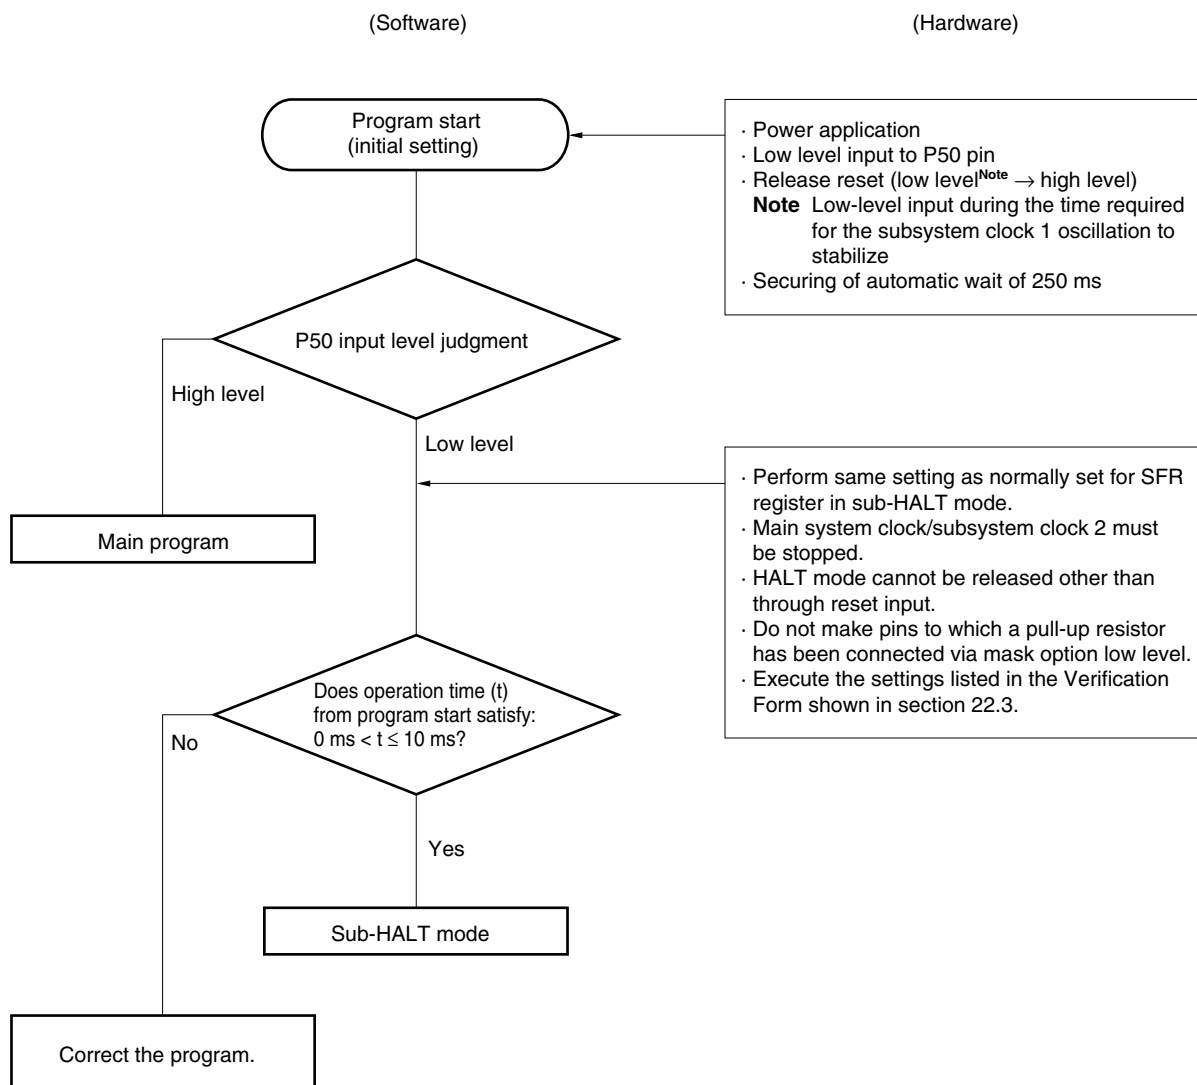 (Software)
(Hardware)
Program start
(initial setting)
· Power application
· Low level input to P50 pin
· Release reset (low levelNote → high level)
Note Low-level input during the time required
for the subsystem clock 1 oscillation to
stabilize
· Securing of automatic wait of 250 ms
P50 input level judgment
High level
Low level
Main program
· Perform same setting as normally set for SFR
register in sub-HALT mode.
· Main system clock/subsystem clock 2 must
be stopped.
· HALT mode cannot be released other than
through reset input.
· Do not make pins to which a pull-up resistor
has been connected via mask option low level.
· Execute the settings listed in the Verification
Form shown in section 22.3.
Does operation time (t)
from program start satisfy:
0 ms < t ≤ 10 ms?
No
Yes
Sub-HALT mode
Correct the program.